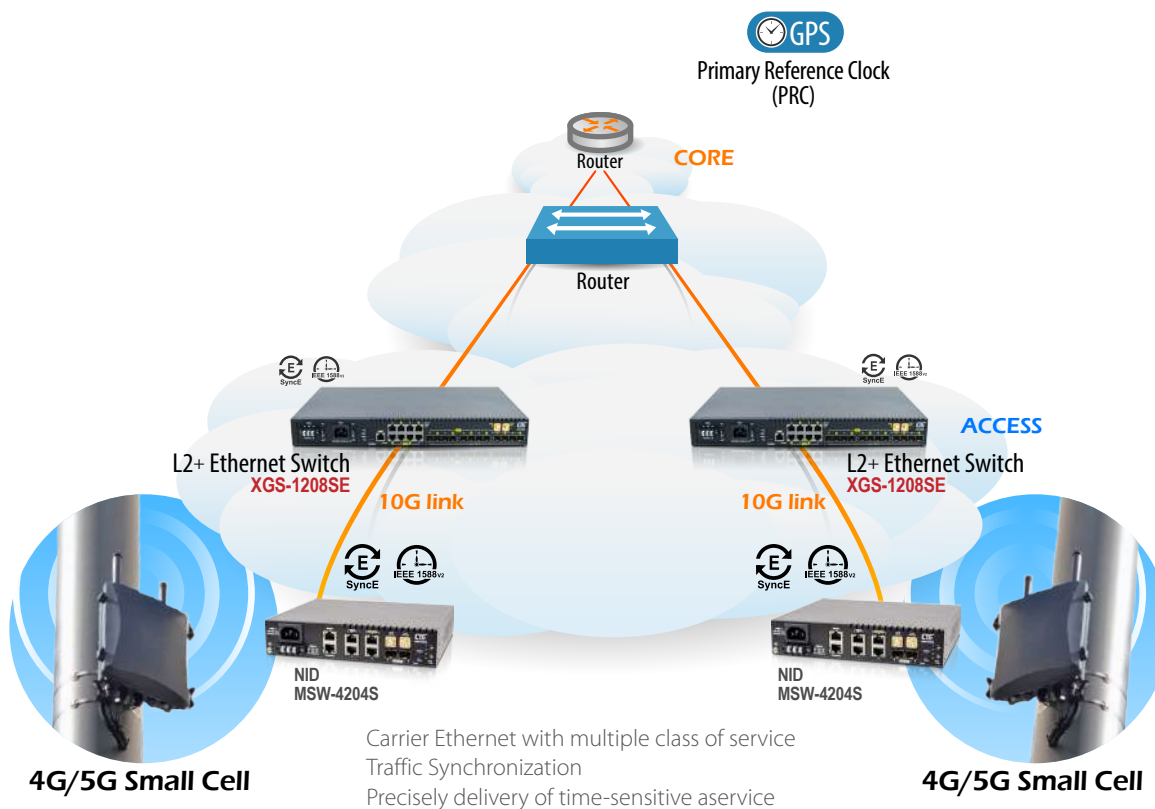 GPS
Primary Reference Clock
(PRC)
Router
CORE
Router
E
SyncE
IEEE 1588v2
E
SyncE
IEEE 1588v2
ACCESS
L2+ Ethernet Switch
XGS-1208SE
L2+ Ethernet Switch
XGS-1208SE
10G link
10G link
E
SyncE
IEEE 1588v2
E
SyncE
IEEE 1588v2
NID
MSW-4204S
NID
MSW-4204S
4G/5G Small Cell
4G/5G Small Cell
Carrier Ethernet with multiple class of service
Traffic Synchronization
Precisely delivery of time-sensitive aservice